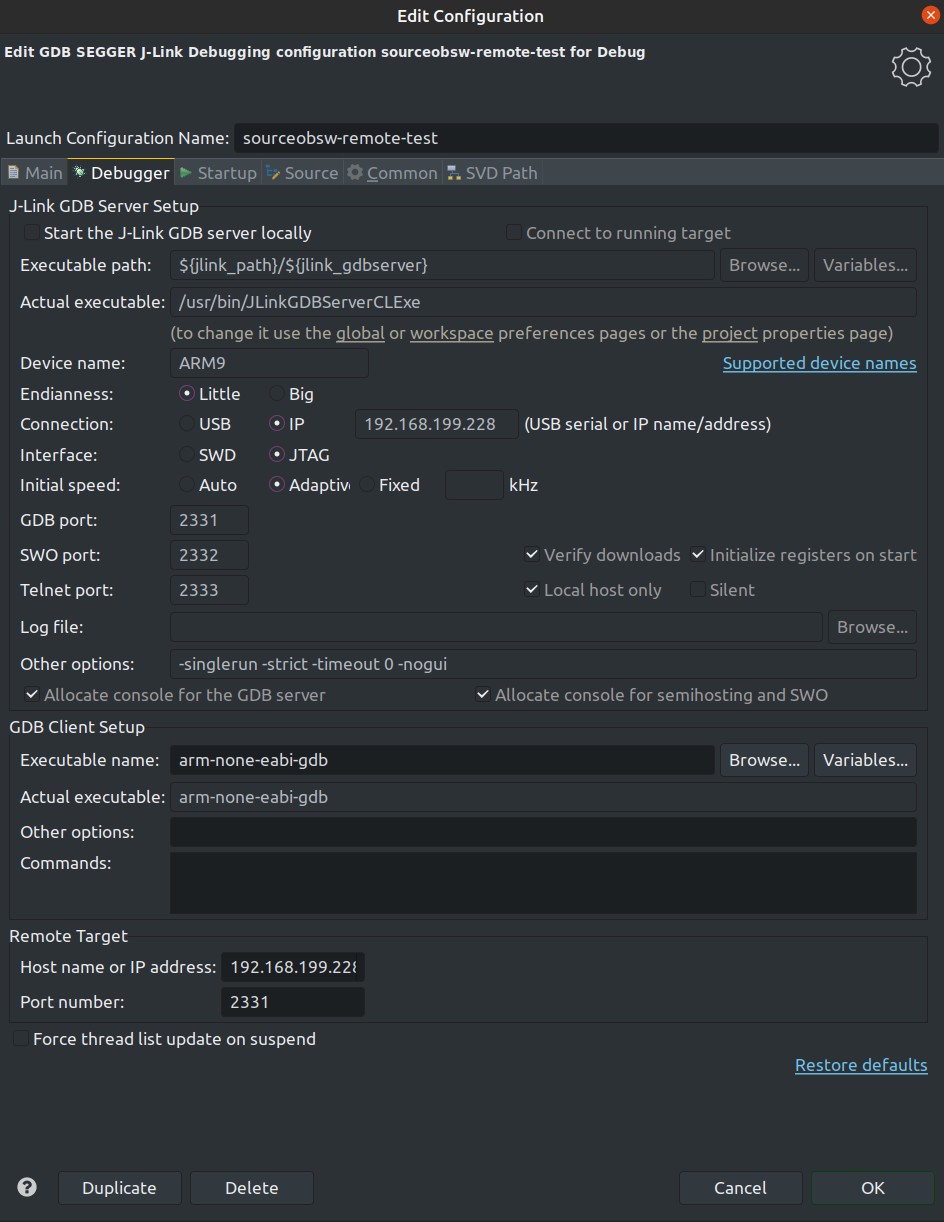 Edit Configuration
Edit GDB SEGGER J-Link Debugging configuration sourceobsw-remote-test for Debug
Launch Configuration Name: sourceobsw-remote-test
Main Debugger Startup Source Common SVD Path
J-Link GDB Server Setup
Start the J-Link GDB server locally Connect to running target
Executable path: ${jlink_path}/${jlink_gdbserver} Browse... Variables...
Actual executable: /usr/bin/JLinkGDBServerCLExe
(to change it use the global or workspace preferences pages or the project properties page)
Device name: ARM9 Supported device names
Endianness: Little Big
Connection: USB IP 192.168.199.228 (USB serial or IP name/address)
Interface: SWD JTAG
Initial speed: Auto Adaptiv Fixed kHz
GDB port: 2331
SWO port: 2332 Verify downloads Initialize registers on start
Telnet port: 2333 Local host only Silent
Log file: Browse...
Other options: -singlerun -strict -timeout 0 -nogui
Allocate console for the GDB server Allocate console for semihosting and SWO
GDB Client Setup
Executable name: arm-none-eabi-gdb Browse... Variables...
Actual executable: arm-none-eabi-gdb
Other options:
Commands:
Remote Target
Host name or IP address: 192.168.199.228
Port number: 2331
Force thread list update on suspend
Restore defaults
? Duplicate Delete Cancel OK